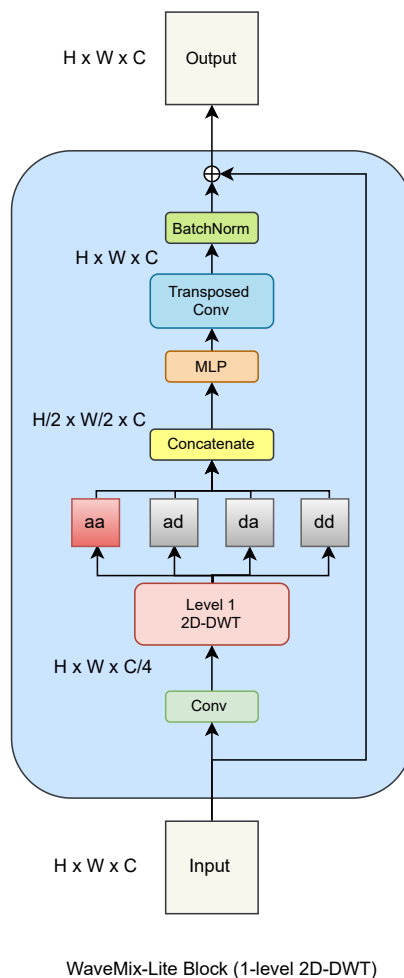 H x W x C
Output
BatchNorm
H x W x C
Transposed
Conv
MLP
H/2 x W/2 x C
Concatenate
aa
ad
da
dd
Level 1
2D-DWT
H x W x C/4
Conv
H x W x C
Input
WaveMix-Lite Block (1-level 2D-DWT)